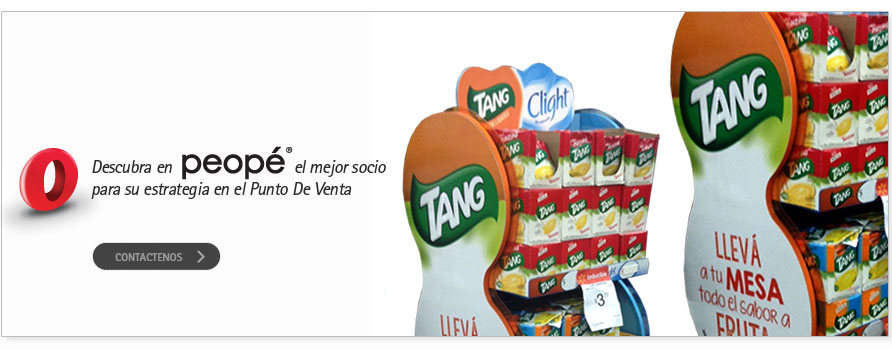 Descubra en peopé® el mejor socio
para su estrategia en el Punto De Venta
CONTACTENOS
TANG
Clight
TANG
LLEVÁ
$3
TANG
LLEVÁ
a tu MESA
todo el sabor a
FRUTA